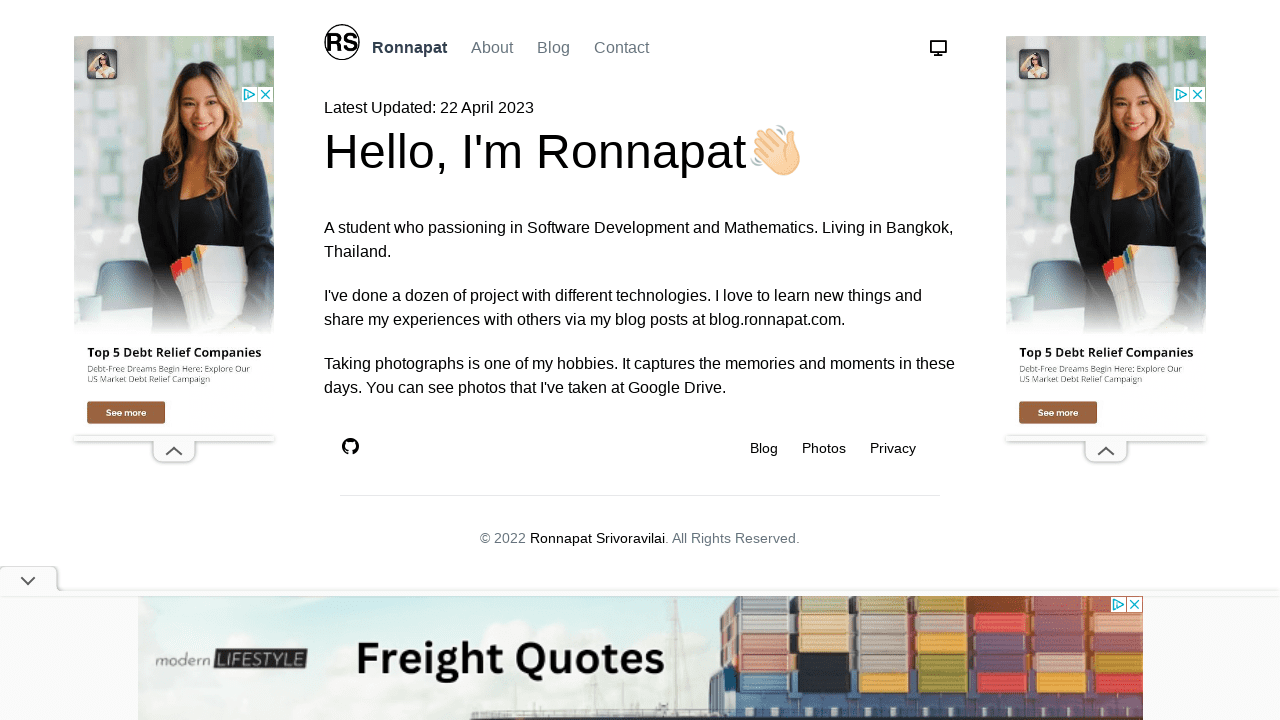 RS Ronnapat About Blog Contact
Latest Updated: 22 April 2023
Hello, I'm Ronnapat👋🏻
A student who passioning in Software Development and Mathematics. Living in Bangkok,
Thailand.
I've done a dozen of project with different technologies. I love to learn new things and
share my experiences with others via my blog posts at blog.ronnapat.com.
Taking photographs is one of my hobbies. It captures the memories and moments in these
days. You can see photos that I've taken at Google Drive.
Blog Photos Privacy
© 2022 Ronnapat Srivoravilai. All Rights Reserved.
Top 5 Debt Relief Companies
Debt-Free Dreams Begin Here: Explore Our
US Market Debt Relief Campaign
See more
Top 5 Debt Relief Companies
Debt-Free Dreams Begin Here: Explore Our
US Market Debt Relief Campaign
See more
modern LIFESTYLE
Freight Quotes